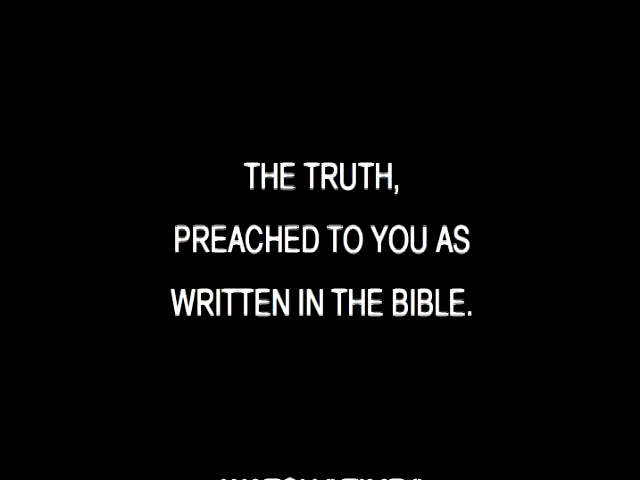 THE TRUTH,
PREACHED TO YOU AS
WRITTEN IN THE BIBLE.